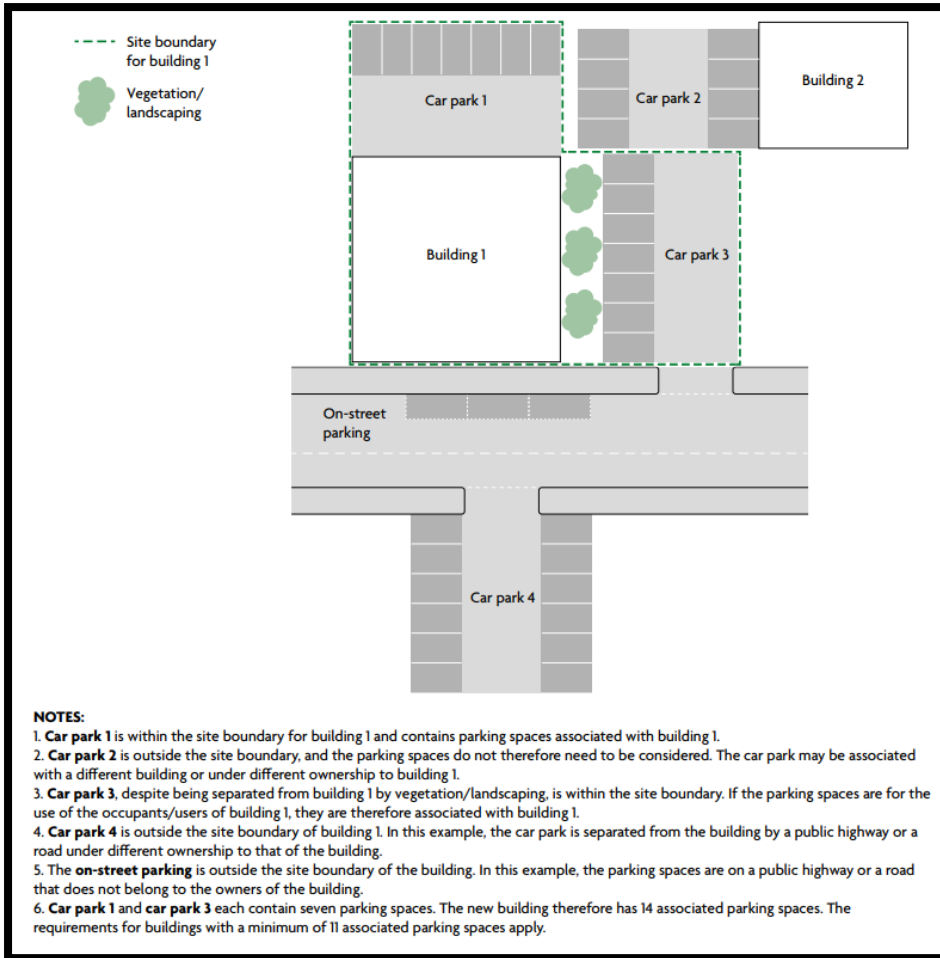 Site boundary
for building 1
Vegetation/
landscaping
Car park 1
Car park 2
Building 2
Building 1
Car park 3
On-street
parking
Car park 4
NOTES:
1. Car park 1 is within the site boundary for building 1 and contains parking spaces associated with building 1.
2. Car park 2 is outside the site boundary, and the parking spaces do not therefore need to be considered. The car park may be associated
with a different building or under different ownership to building 1.
3. Car park 3, despite being separated from building 1 by vegetation/landscaping, is within the site boundary. If the parking spaces are for the
use of the occupants/users of building 1, they are therefore associated with building 1.
4. Car park 4 is outside the site boundary of building 1. In this example, the car park is separated from the building by a public highway or a
road under different ownership to that of the building.
5. The on-street parking is outside the site boundary of the building. In this example, the parking spaces are on a public highway or a road
that does not belong to the owners of the building.
6. Car park 1 and car park 3 each contain seven parking spaces. The new building therefore has 14 associated parking spaces. The
requirements for buildings with a minimum of 11 associated parking spaces apply.